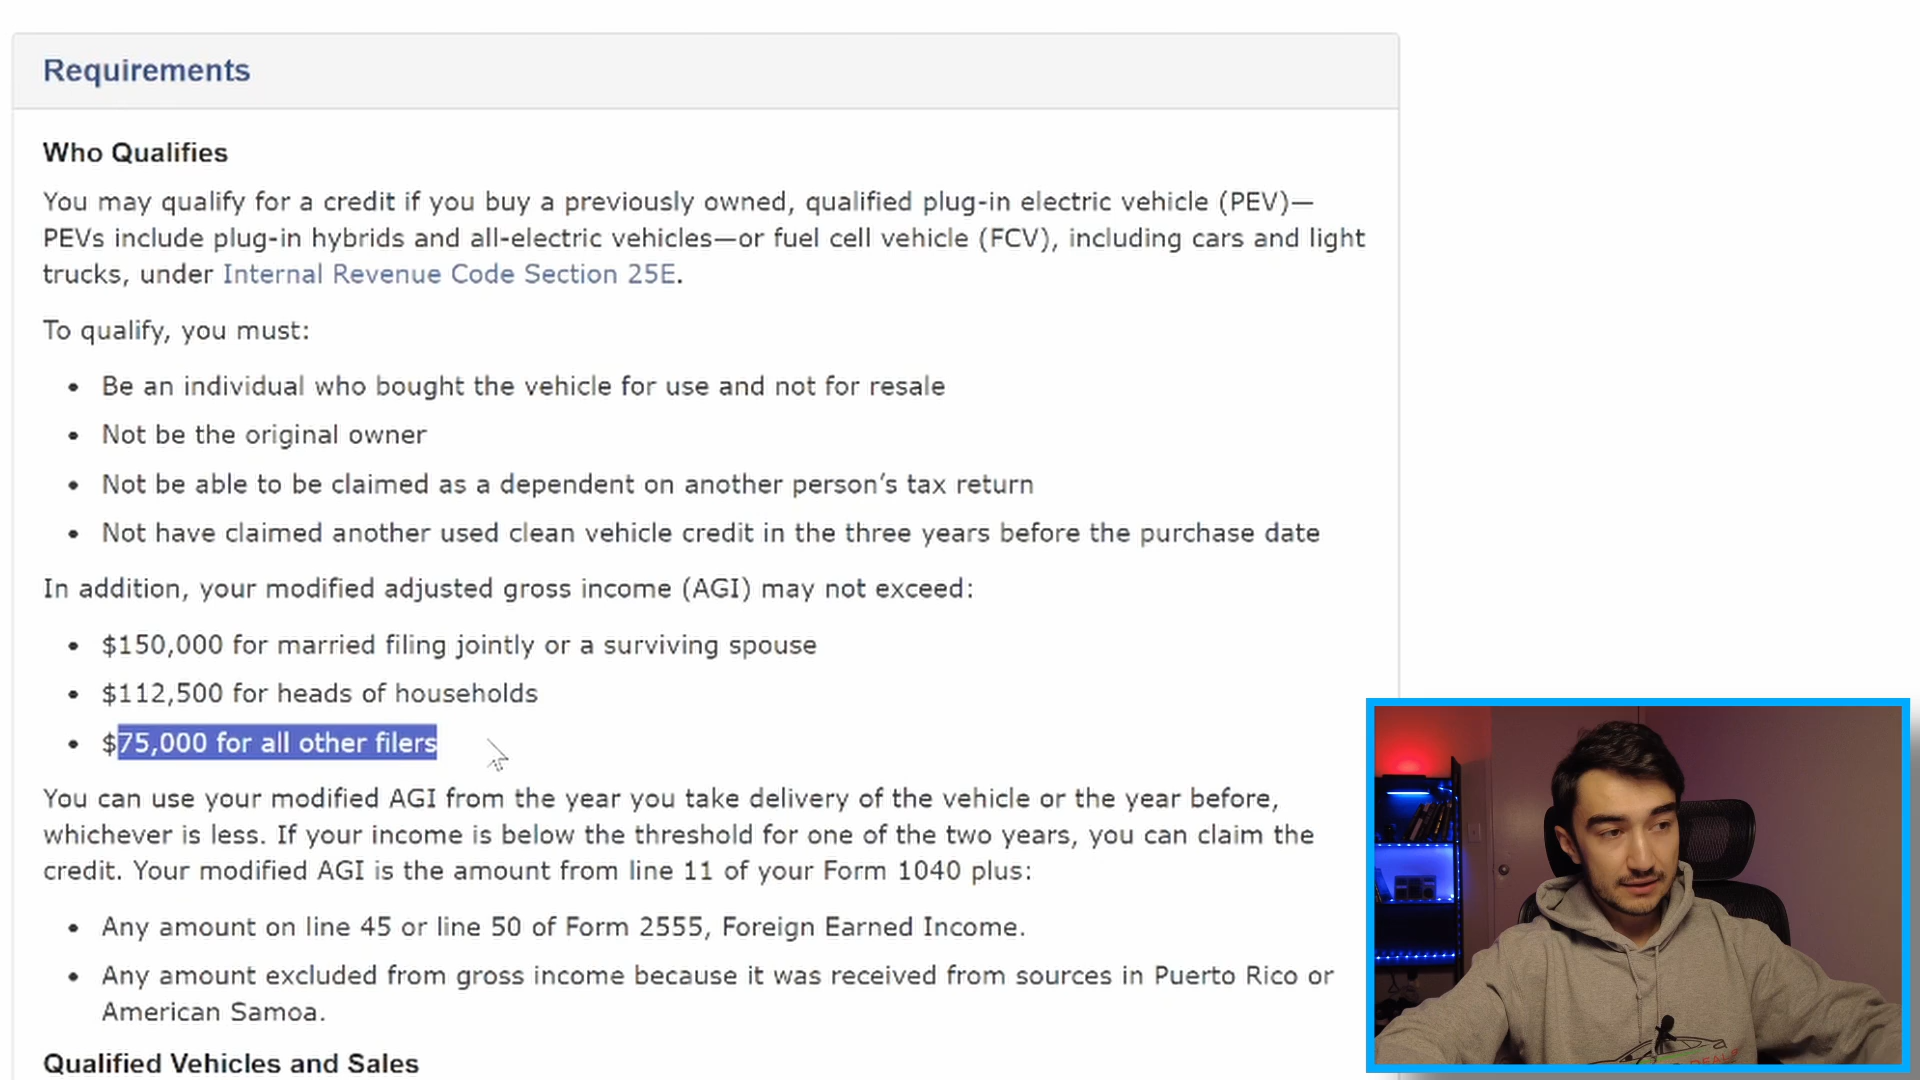 Requirements
Who Qualifies
You may qualify for a credit if you buy a previously owned, qualified plug-in electric vehicle (PEV)—
PEVs include plug-in hybrids and all-electric vehicles—or fuel cell vehicle (FCV), including cars and light
trucks, under Internal Revenue Code Section 25E.
To qualify, you must:
• Be an individual who bought the vehicle for use and not for resale
• Not be the original owner
• Not be able to be claimed as a dependent on another person’s tax return
• Not have claimed another used clean vehicle credit in the three years before the purchase date
In addition, your modified adjusted gross income (AGI) may not exceed:
• $150,000 for married filing jointly or a surviving spouse
• $112,500 for heads of households
• $75,000 for all other filers
You can use your modified AGI from the year you take delivery of the vehicle or the year before,
whichever is less. If your income is below the threshold for one of the two years, you can claim the
credit. Your modified AGI is the amount from line 11 of your Form 1040 plus:
• Any amount on line 45 or line 50 of Form 2555, Foreign Earned Income.
• Any amount excluded from gross income because it was received from sources in Puerto Rico or
American Samoa.
Qualified Vehicles and Sales